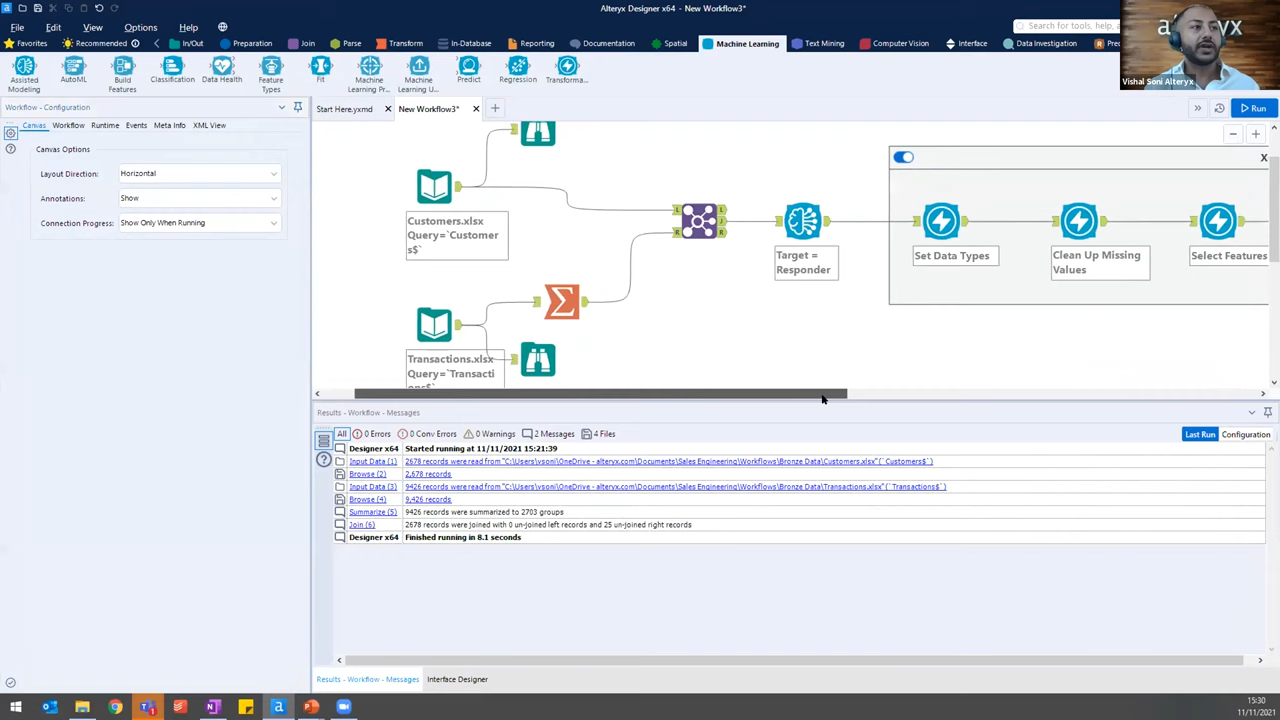 Alteryx Designer x64 - New Workflow3*
File Edit View Options Help
Search for tools, help, a
alteryx
Vishal Soni Alteryx
Favorites Recommended In/Out Preparation Join Parse Transform In-Database Reporting Documentation Spatial Machine Learning Text Mining Computer Vision Interface Data Investigation Prec
Assisted Modeling
AutoML
Build Features
Classification
Data Health
Feature Types
Fit
Machine Learning Pr...
Machine Learning U...
Predict
Regression
Transforma...
Workflow - Configuration
Start Here.yxmd
New Workflow3*
Run
Canvas Workflow Runtime Events Meta Info XML View
Canvas Options
Layout Direction: Horizontal
Annotations: Show
Connection Progress: Show Only When Running
Customers.xlsx
Query=`Customer
s$`
L
R
L
J
R
Target =
Responder
Set Data Types
Clean Up Missing
Values
Select Features
Transactions.xlsx
Query=`Transacti
ons$`
Results - Workflow - Messages
All 0 Errors 0 Conv Errors 0 Warnings 2 Messages 4 Files
Last Run Configuration
Designer x64 Started running at 11/11/2021 15:21:39
Input Data (1) 2678 records were read from "C:\Users\vsoni\OneDrive - alteryx.com\Documents\Sales Engineering\Workflows\Bronze Data\Customers.xlsx" (`Customers$`)
Browse (2) 2,678 records
Input Data (3) 9426 records were read from "C:\Users\vsoni\OneDrive - alteryx.com\Documents\Sales Engineering\Workflows\Bronze Data\Transactions.xlsx" (`Transactions$`)
Browse (4) 9,426 records
Summarize (5) 9426 records were summarized to 2703 groups
Join (6) 2678 records were joined with 0 un-joined left records and 25 un-joined right records
Designer x64 Finished running in 8.1 seconds
Results - Workflow - Messages Interface Designer
15:30
11/11/2021